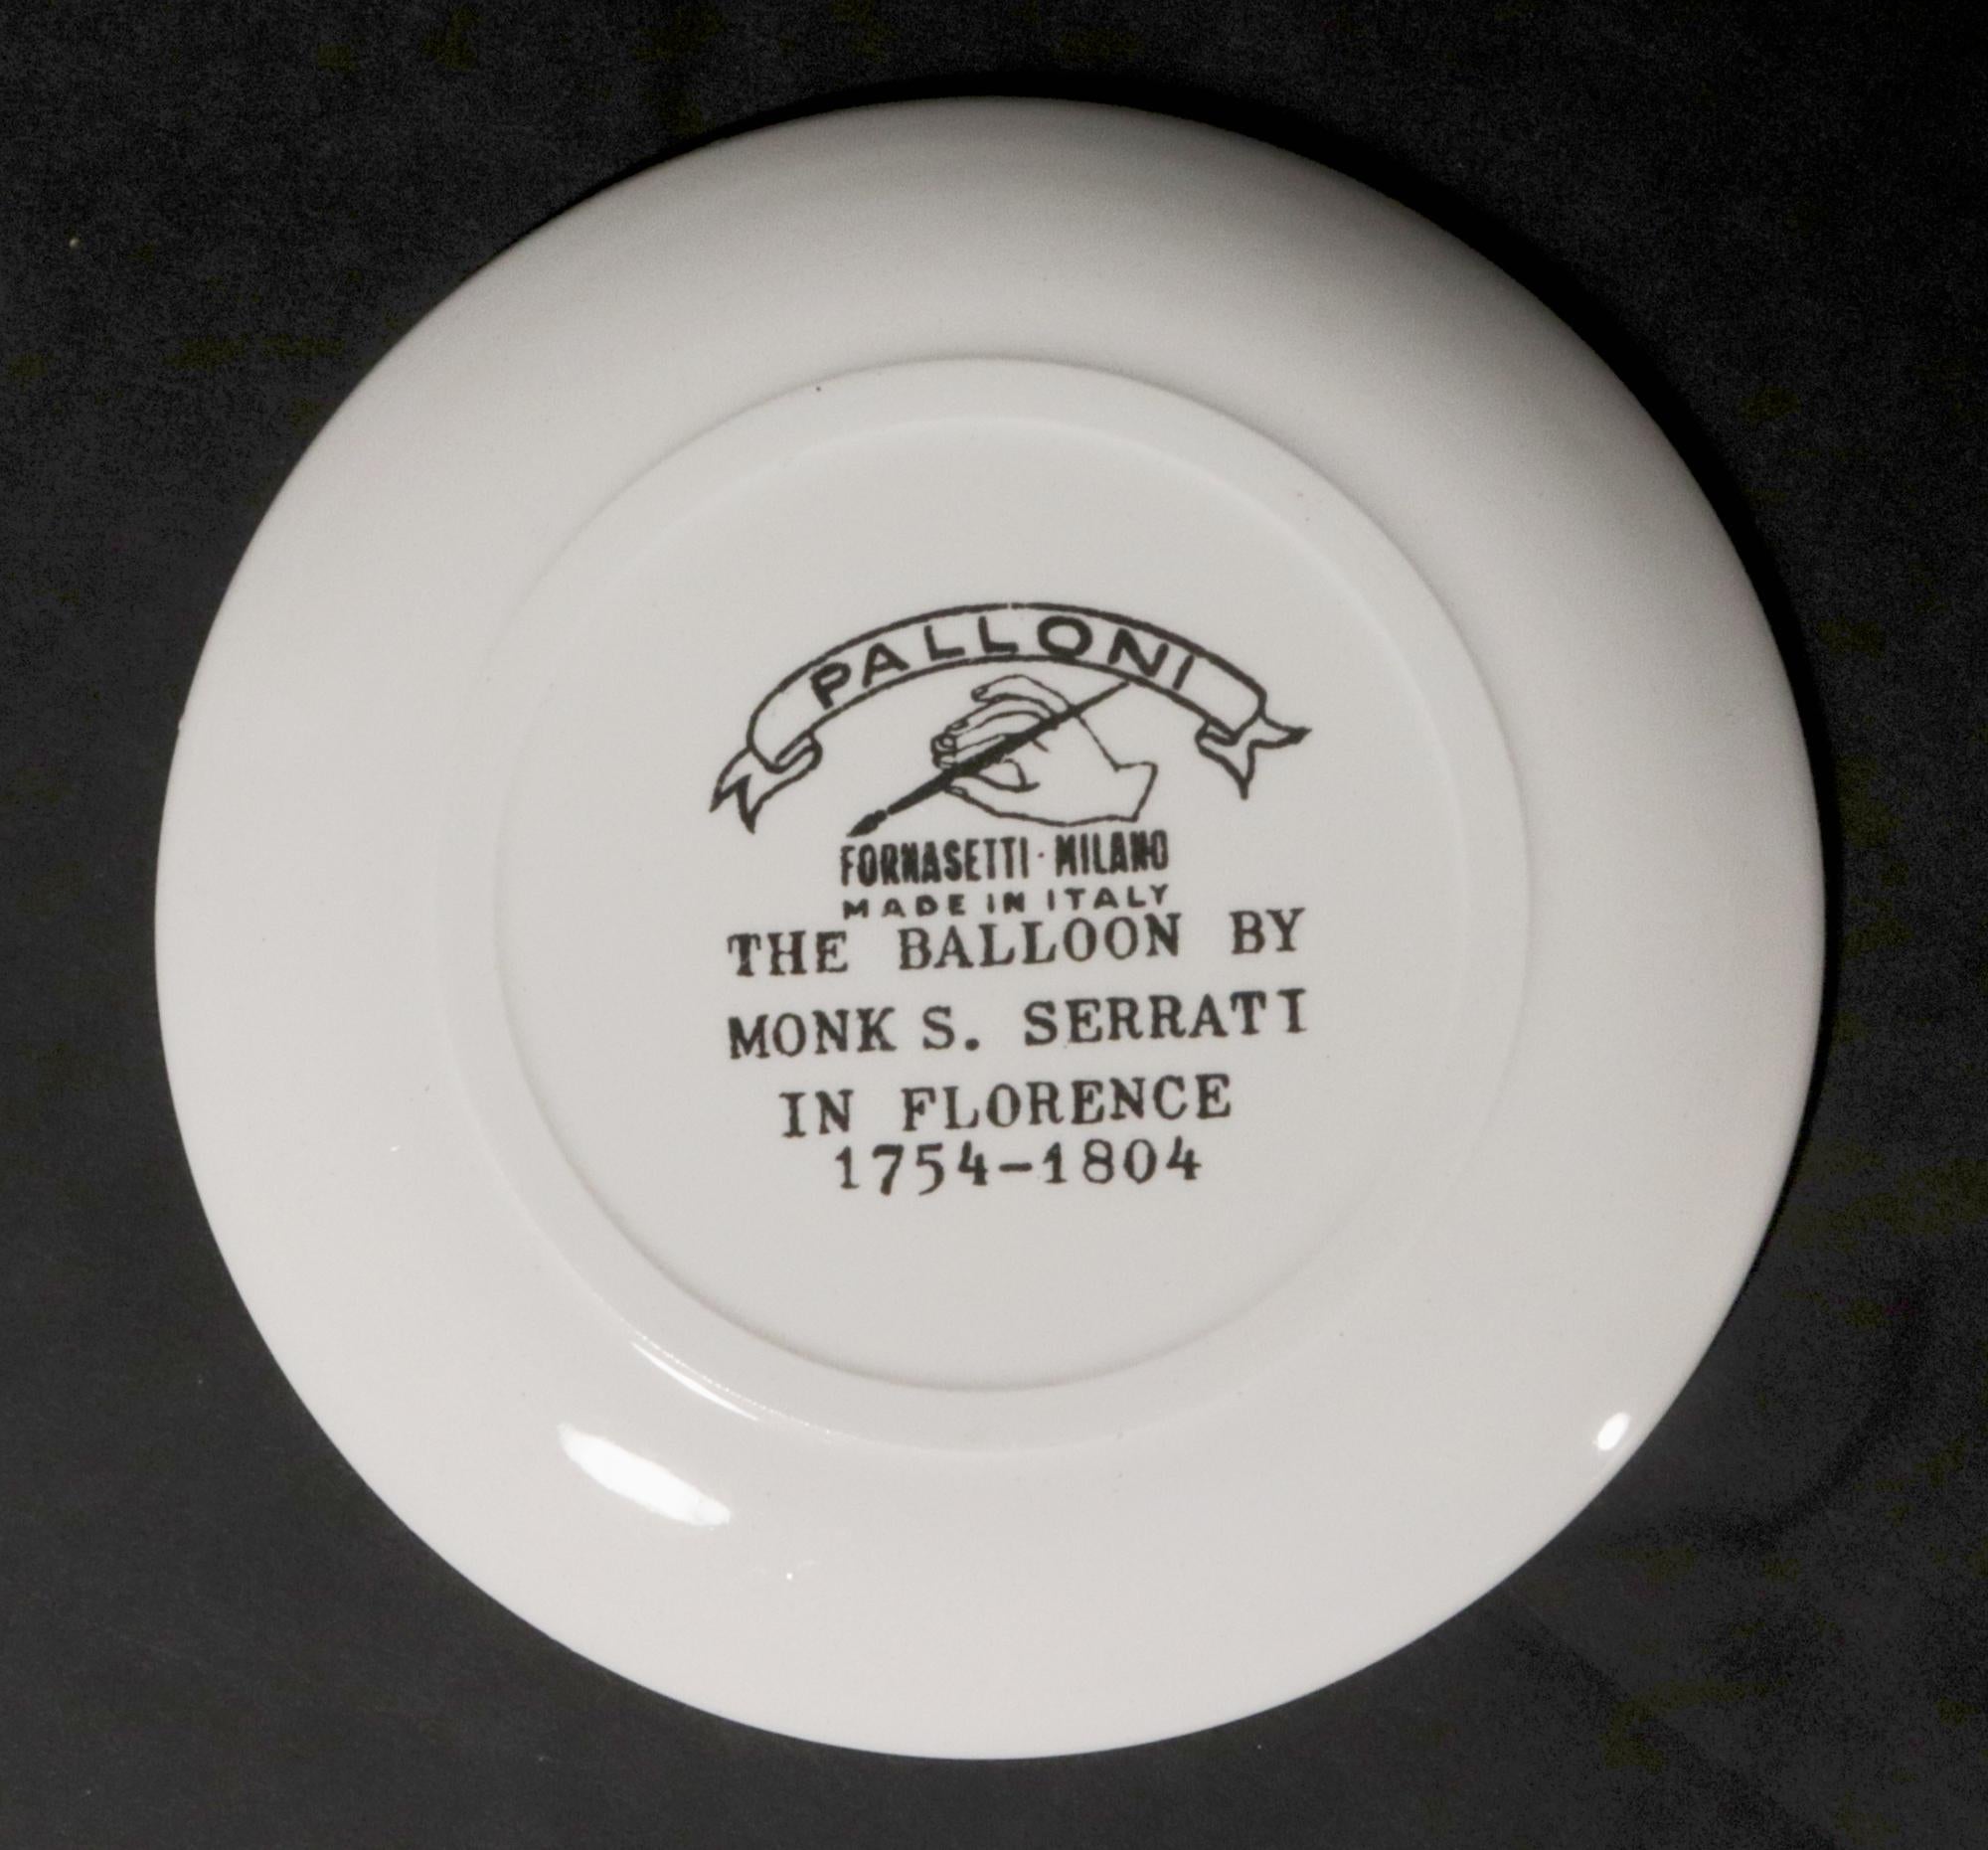 PALLONI
FORNASETTI · MILANO
MADE IN ITALY
THE BALLOON BY
MONK S. SERRATI
IN FLORENCE
1754-1804